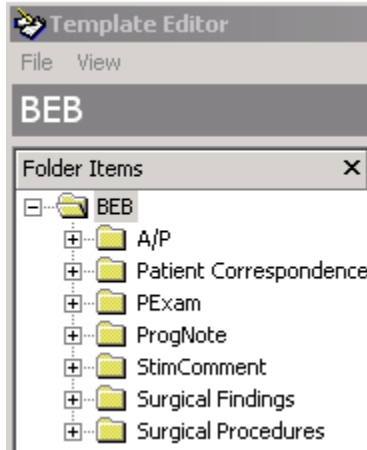 Template Editor
File View
BEB
Folder Items
BEB
A/P
Patient Correspondence
PExam
ProgNote
StimComment
Surgical Findings
Surgical Procedures